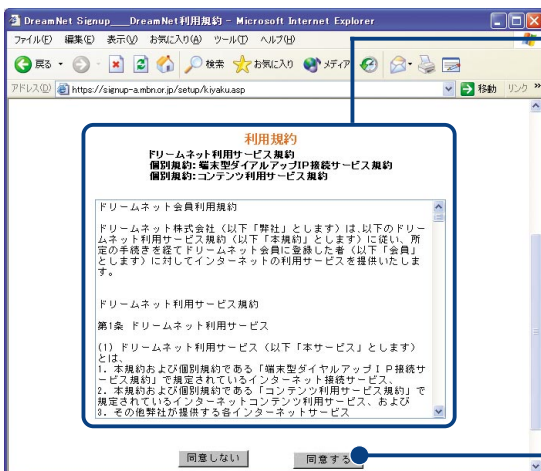 DreamNet Signup___DreamNet利用規約 - Microsoft Internet Explorer
ファイル(F) 編集(E) 表示(V) お気に入り(A) ツール(T) ヘルプ(H)
戻る 検索 お気に入り メディア
アドレス(D) https://signup-a.mbn.or.jp/setup/kiyaku.asp 移動 リンク »
利用規約
ドリームネット利用サービス規約
個別規約: 端末型ダイアルアップIP接続サービス規約
個別規約: コンテンツ利用サービス規約
ドリームネット会員利用規約
ドリームネット株式会社（以下「弊社」とします）は、以下のドリー
ムネット利用サービス規約（以下「本規約」とします）に従い、所
定の手続きを経てドリームネット会員に登録した者（以下「会員」
とします）に対してインターネットの利用サービスを提供いたしま
す。
ドリームネット利用サービス規約
第1条 ドリームネット利用サービス
(1) ドリームネット利用サービス（以下「本サービス」とします）
とは、
1. 本規約および個別規約である「端末型ダイヤルアップＩＰ接続サ
ービス規約」で規定されているインターネット接続サービス、
2. 本規約および個別規約である「コンテンツ利用サービス規約」で
規定されているインターネットコンテンツ利用サービス、および
3. その他弊社が提供する各インターネットサービス
同意しない 同意する